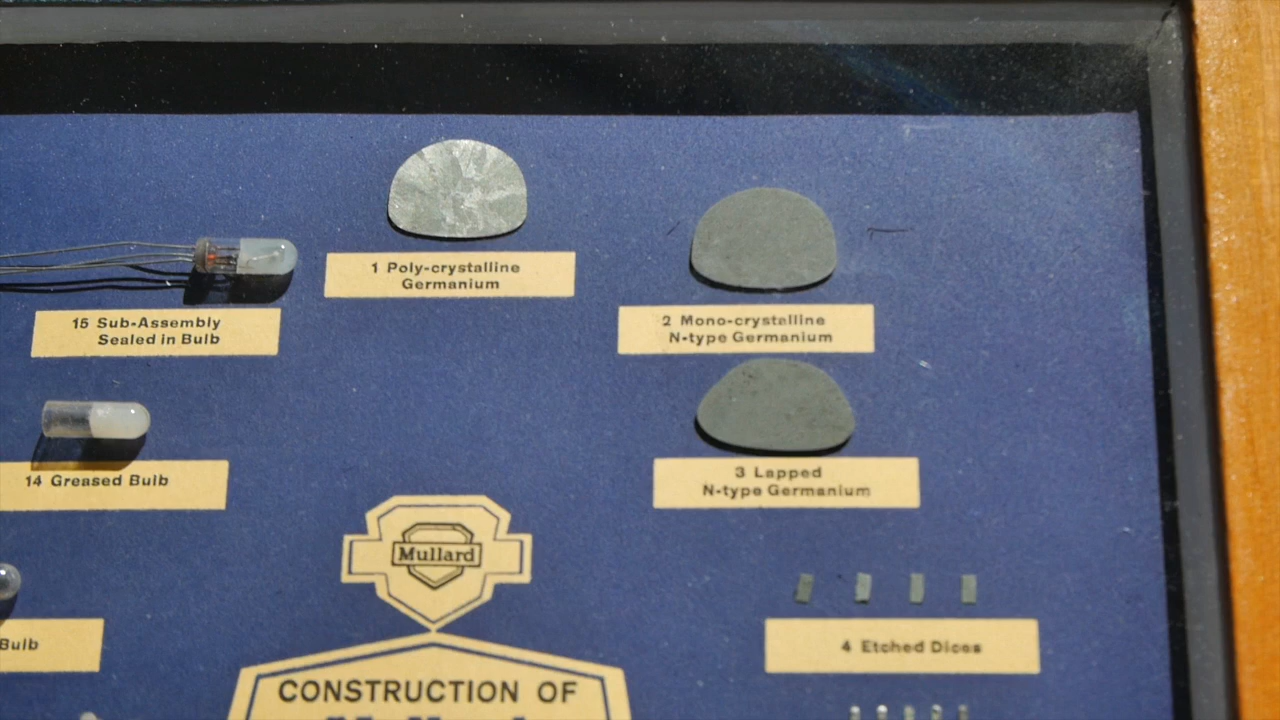 1 Poly-crystalline
Germanium
2 Mono-crystalline
N-type Germanium
15 Sub-Assembly
Sealed in Bulb
3 Lapped
N-type Germanium
14 Greased Bulb
Mullard
4 Etched Dices
Bulb
CONSTRUCTION OF